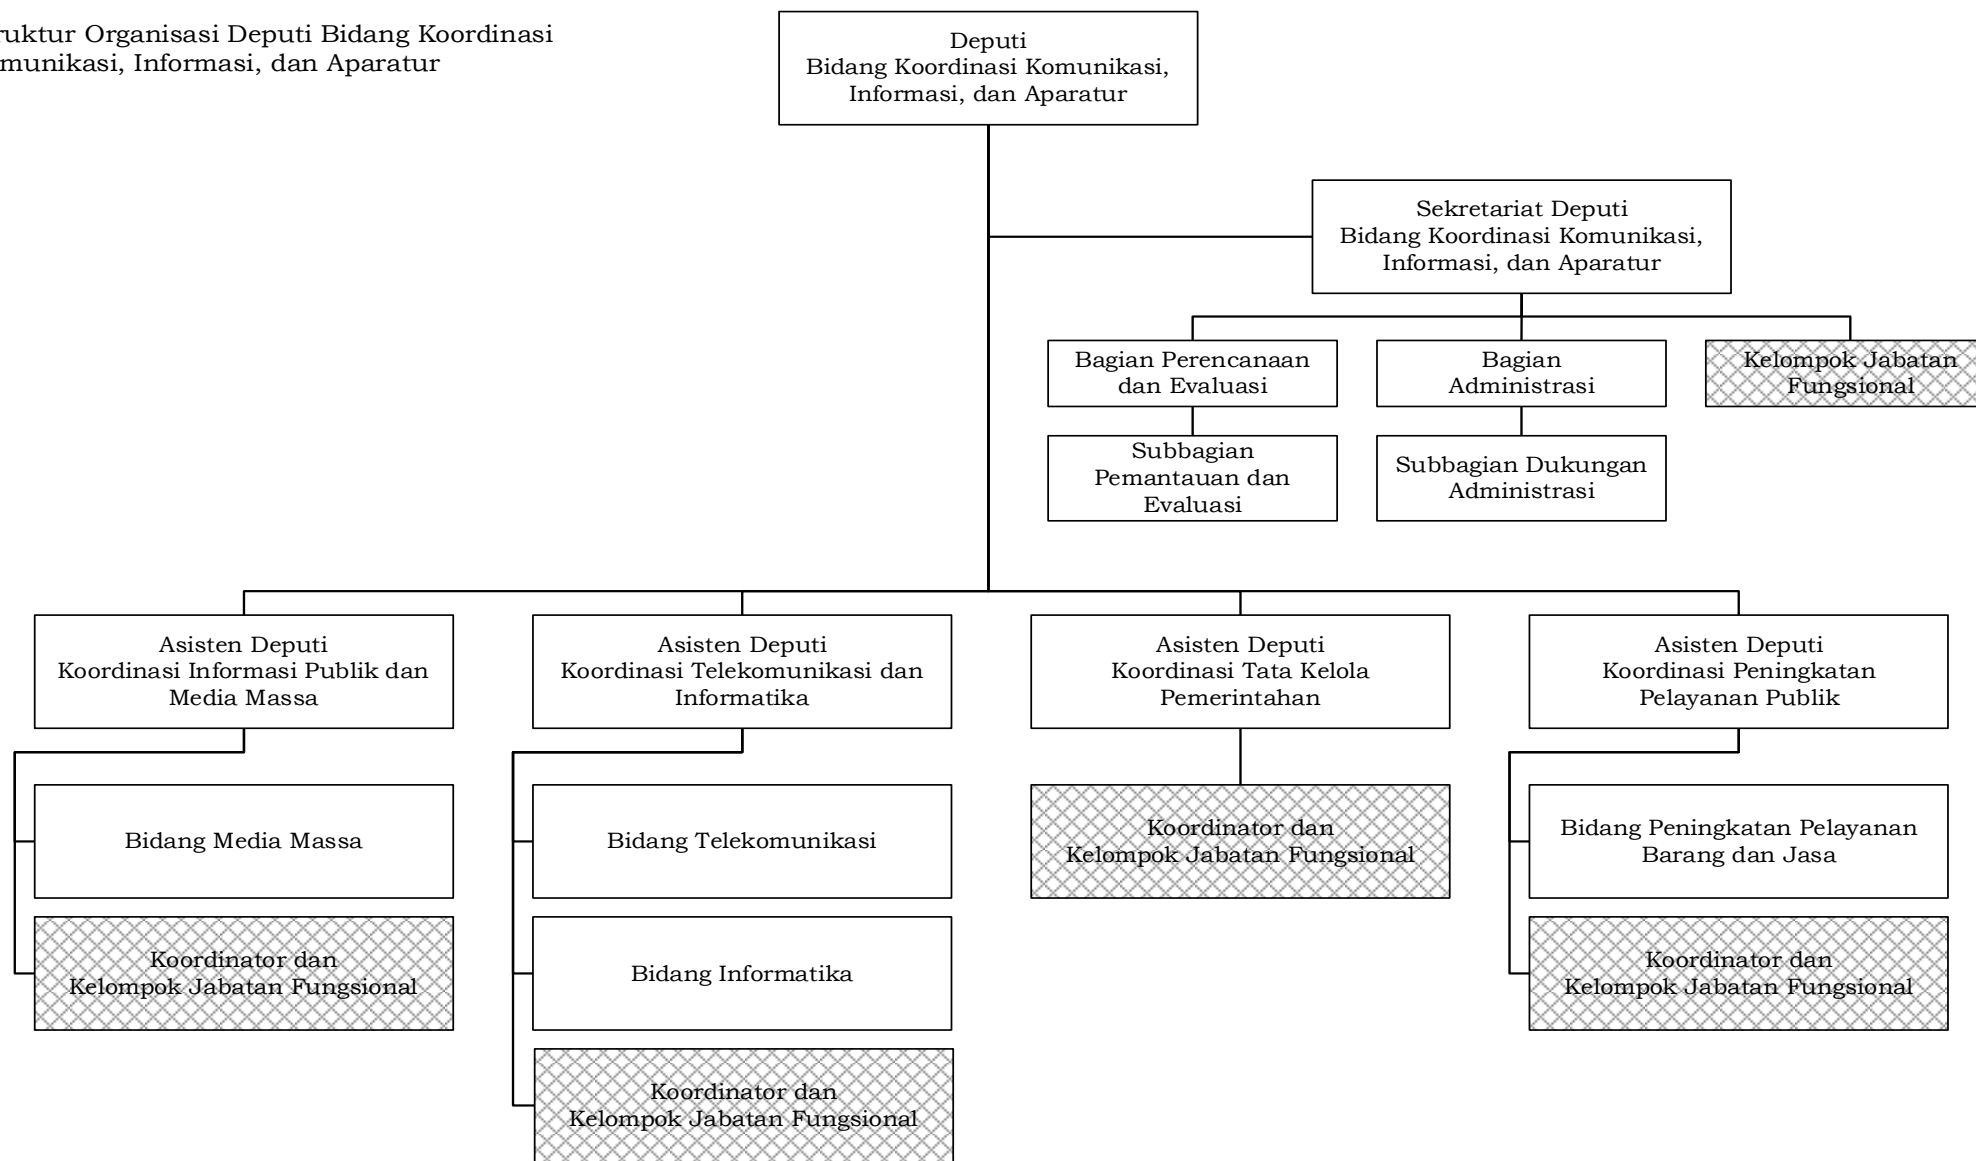 ruktur Organisasi Deputi Bidang Koordinasi
munikasi, Informasi, dan Aparatur
Deputi
Bidang Koordinasi Komunikasi,
Informasi, dan Aparatur
Sekretariat Deputi
Bidang Koordinasi Komunikasi,
Informasi, dan Aparatur
Bagian Perencanaan
dan Evaluasi
Bagian
Administrasi
Kelompok Jabatan
Fungsional
Subbagian
Pemantauan dan
Evaluasi
Subbagian Dukungan
Administrasi
Asisten Deputi
Koordinasi Informasi Publik dan
Media Massa
Asisten Deputi
Koordinasi Telekomunikasi dan
Informatika
Asisten Deputi
Koordinasi Tata Kelola
Pemerintahan
Asisten Deputi
Koordinasi Peningkatan
Pelayanan Publik
Bidang Media Massa
Bidang Telekomunikasi
Koordinator dan
Kelompok Jabatan Fungsional
Bidang Peningkatan Pelayanan
Barang dan Jasa
Koordinator dan
Kelompok Jabatan Fungsional
Bidang Informatika
Koordinator dan
Kelompok Jabatan Fungsional
Koordinator dan
Kelompok Jabatan Fungsional